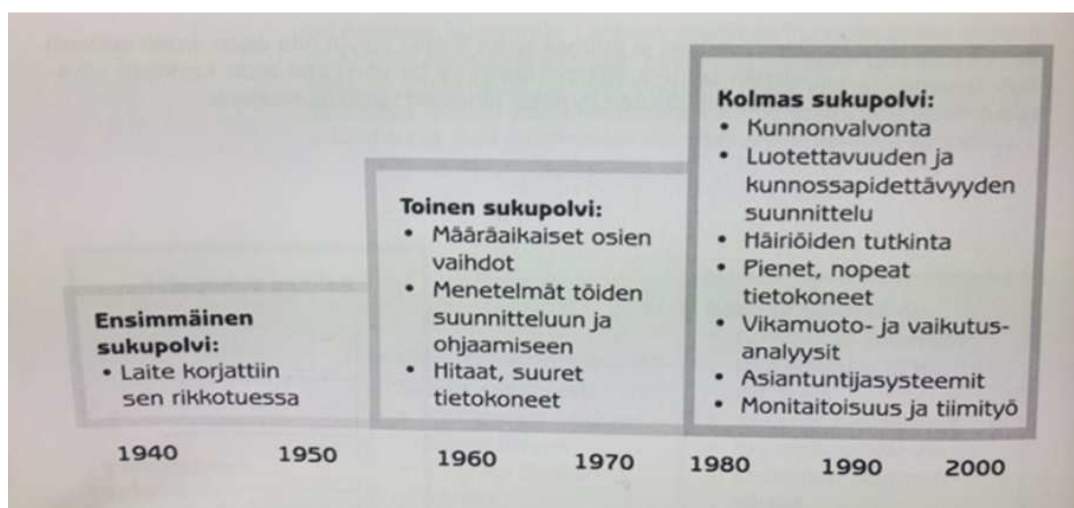 Ensimmäinen
sukupolvi:
• Laite korjattiin
sen rikkotuessa
Toinen sukupolvi:
• Määräaikaiset osien
vaihdot
• Menetelmät töiden
suunnitteluun ja
ohjaamiseen
• Hitaat, suuret
tietokoneet
Kolmas sukupolvi:
• Kunnonvalvonta
• Luotettavuuden ja
kunnossapidettävyyden
suunnittelu
• Häiriöiden tutkinta
• Pienet, nopeat
tietokoneet
• Vikamuoto- ja vaikutus-
analyysit
• Asiantuntijasysteemit
• Monitaitoisuus ja tiimityö
1940 1950 1960 1970 1980 1990 2000